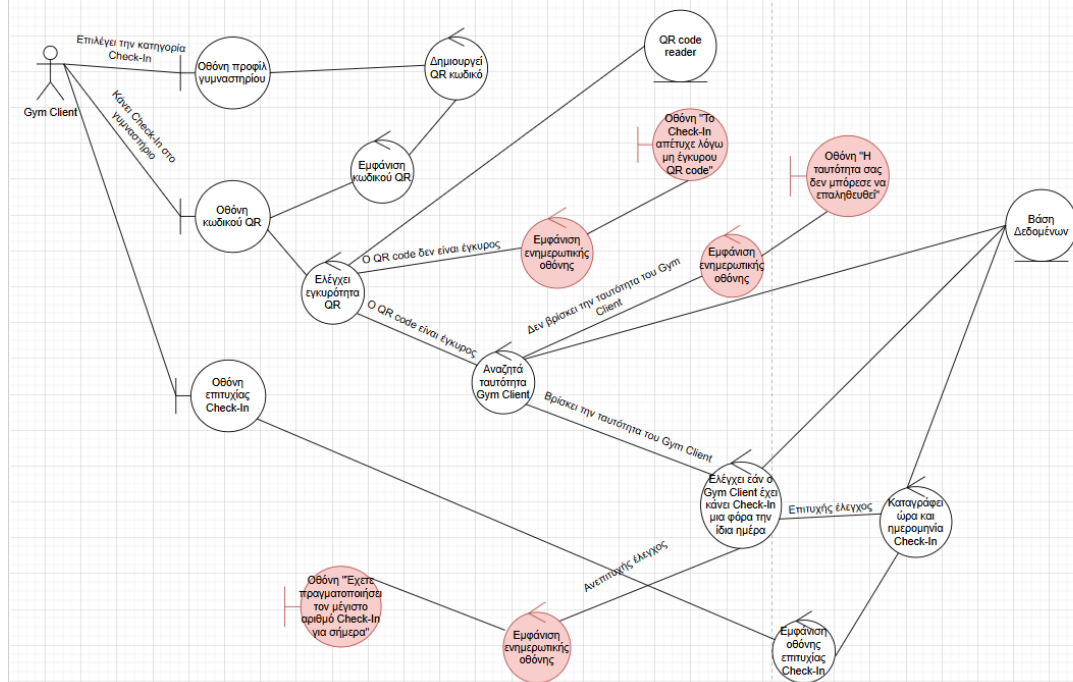 Επιλέγει την κατηγορία
Check-In
Gym Client
Οθόνη προφίλ
γυμναστηρίου
Δημιουργεί
QR κωδικό
QR code
reader
Κάνει Check-In στο
γυμναστήριο
Εμφάνιση
κωδικού QR
Οθόνη "Το
Check-In
απέτυχε λόγω
μη έγκυρου
QR code"
Οθόνη "Η
ταυτότητα σας
δεν μπόρεσε να
επαληθευθεί"
Οθόνη
κωδικού QR
Βάση
Δεδομένων
Ο QR code δεν είναι έγκυρος
Εμφάνιση
ενημερωτικής
οθόνης
Εμφάνιση
ενημερωτικής
οθόνης
Ελέγχει
εγκυρότητα
QR
Ο QR code είναι έγκυρος
Δεν βρίσκει την ταυτότητα του Gym
Client
Αναζητά
ταυτότητα
Gym Client
Οθόνη
επιτυχίας
Check-In
Βρίσκει την ταυτότητα του Gym Client
Ελέγχει εάν ο
Gym Client έχει
κάνει Check-In
μια φόρα την
ίδια ημέρα
Επιτυχής έλεγχος
Καταγράφει
ώρα και
ημερομηνία
Check-In
Ανεπιτυχής έλεγχος
Οθόνη "Έχετε
πραγματοποιήσει
τον μέγιστο
αριθμό Check-In
για σήμερα"
Εμφάνιση
ενημερωτικής
οθόνης
Εμφάνιση
οθόνης
επιτυχίας
Check-In